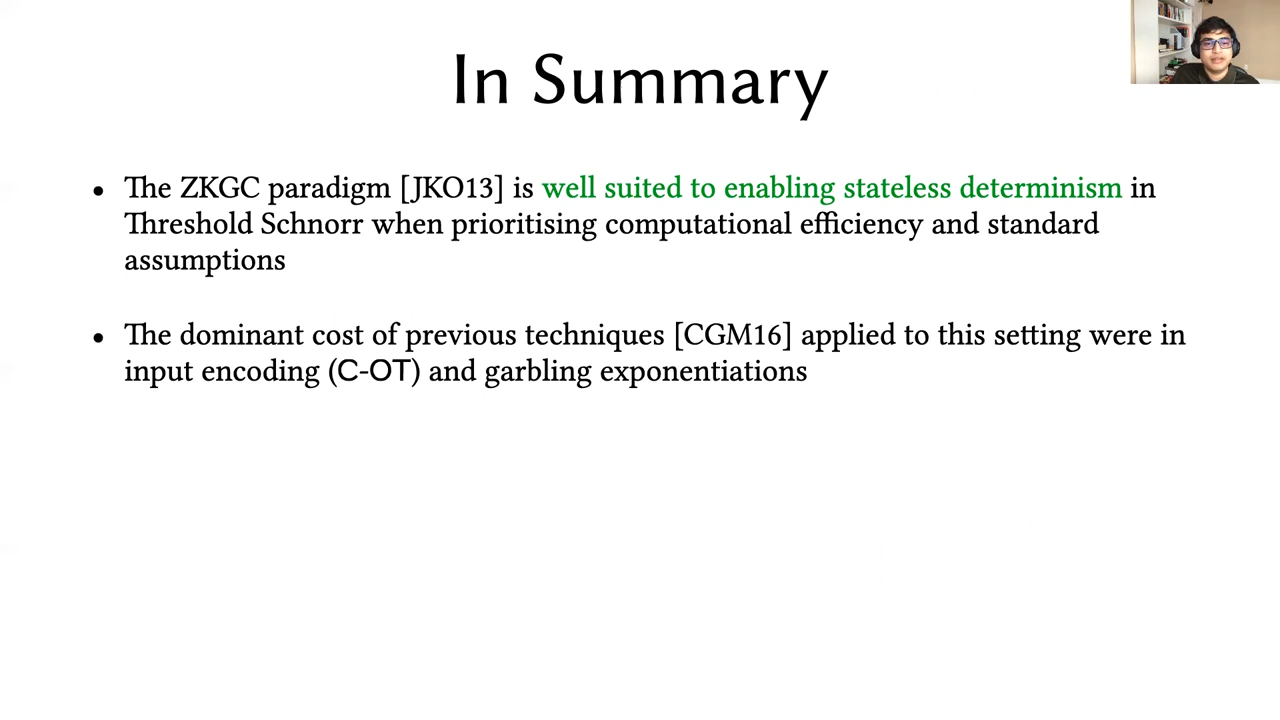 In Summary
• The ZKGC paradigm [JKO13] is well suited to enabling stateless determinism in
Threshold Schnorr when prioritising computational efficiency and standard
assumptions
• The dominant cost of previous techniques [CGM16] applied to this setting were in
input encoding (C-OT) and garbling exponentiations